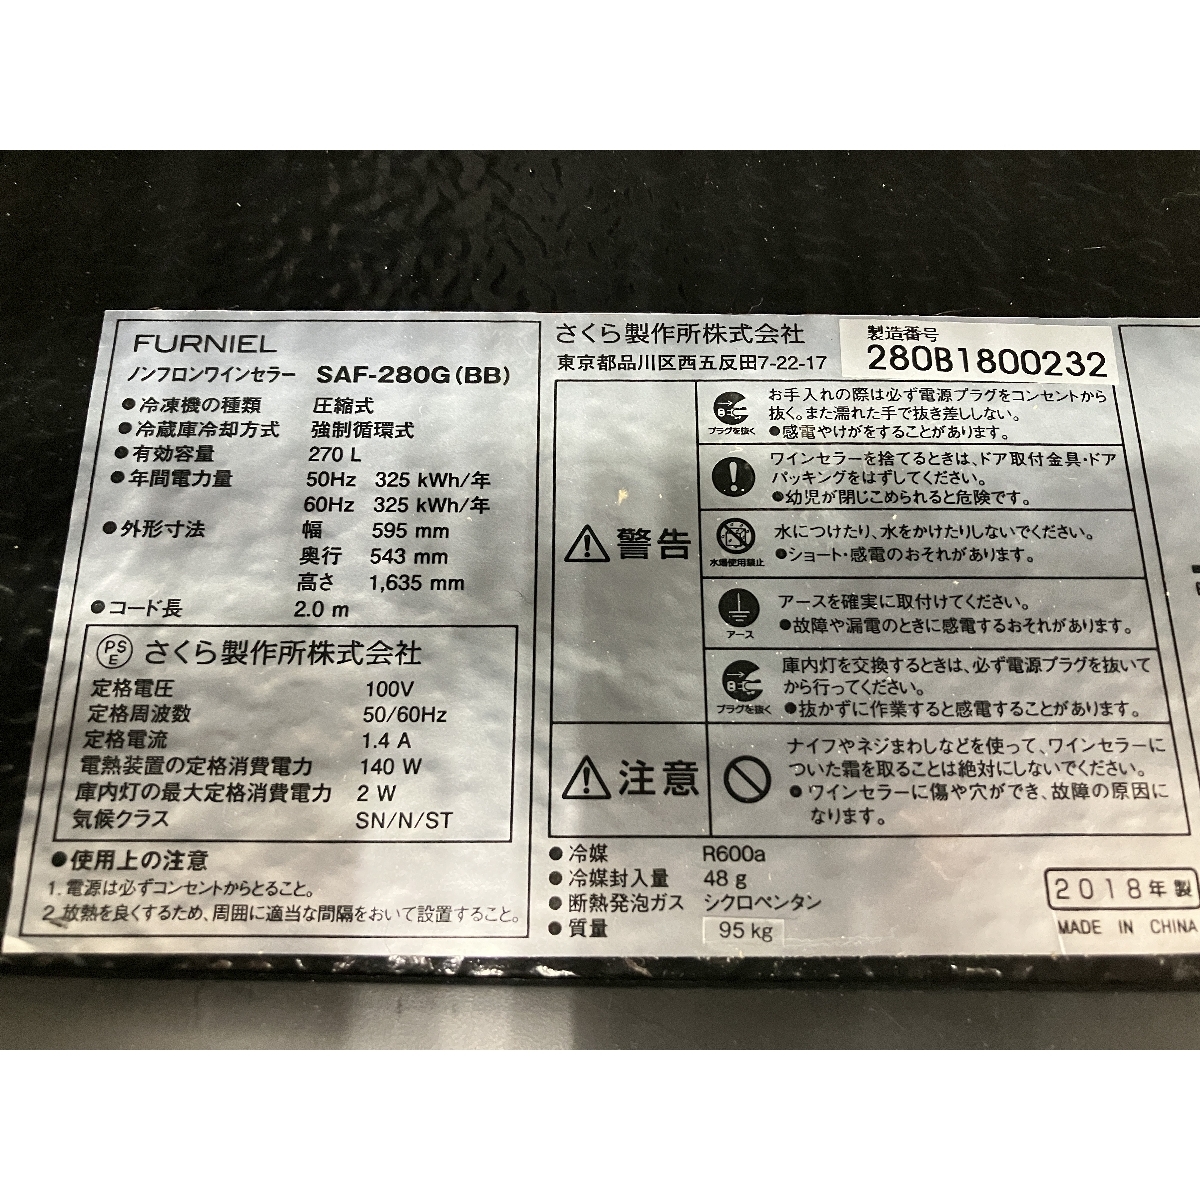 FURNIEL
ノンフロンワインセラー SAF-280G(BB)
●冷凍機の種類 圧縮式
●冷蔵庫冷却方式 強制循環式
●有効容量 270 L
●年間電力量 50Hz 325 kWh/年
60Hz 325 kWh/年
●外形寸法 幅 595 mm
奥行 543 mm
高さ 1,635 mm
●コード長 2.0 m
PSE さくら製作所株式会社
定格電圧 100V
定格周波数 50/60Hz
定格電流 1.4 A
電熱装置の定格消費電力 140 W
庫内灯の最大定格消費電力 2 W
気候クラス SN/N/ST
●使用上の注意
1.電源は必ずコンセントからとること。
2.放熱を良くするため、周囲に適当な間隔をおいて設置すること。
さくら製作所株式会社
東京都品川区西五反田7-22-17
製造番号
280B1800232
警告
プラグを抜く
お手入れの際は必ず電源プラグをコンセントから
抜く。また濡れた手で抜き差ししない。
●感電やけがをすることがあります。
ワインセラーを捨てるときは、ドア取付金具・ドア
パッキングをはずしてください。
●幼児が閉じこめられると危険です。
水場使用禁止
水につけたり、水をかけたりしないでください。
●ショート・感電のおそれがあります。
アース
アースを確実に取付けてください。
●故障や漏電のときに感電するおそれがあります。
プラグを抜く
庫内灯を交換するときは、必ず電源プラグを抜いて
から行ってください。
●抜かずに作業すると感電することがあります。
注意
ナイフやネジまわしなどを使って、ワインセラーに
ついた霜を取ることは絶対にしないでください。
●ワインセラーに傷や穴ができ、故障の原因に
なります。
●冷媒 R600a
●冷媒封入量 48 g
●断熱発泡ガス シクロペンタン
●質量 95 kg
2018年製
MADE IN CHINA